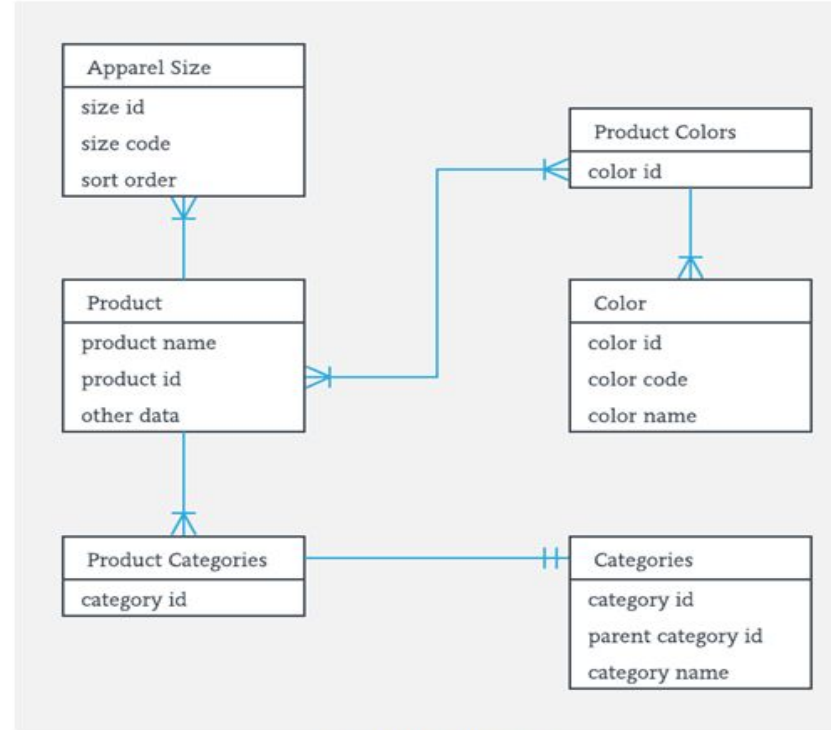 Apparel Size
size id
size code
sort order
Product
product name
product id
other data
Product Categories
category id
Product Colors
color id
Color
color id
color code
color name
Categories
category id
parent category id
category name